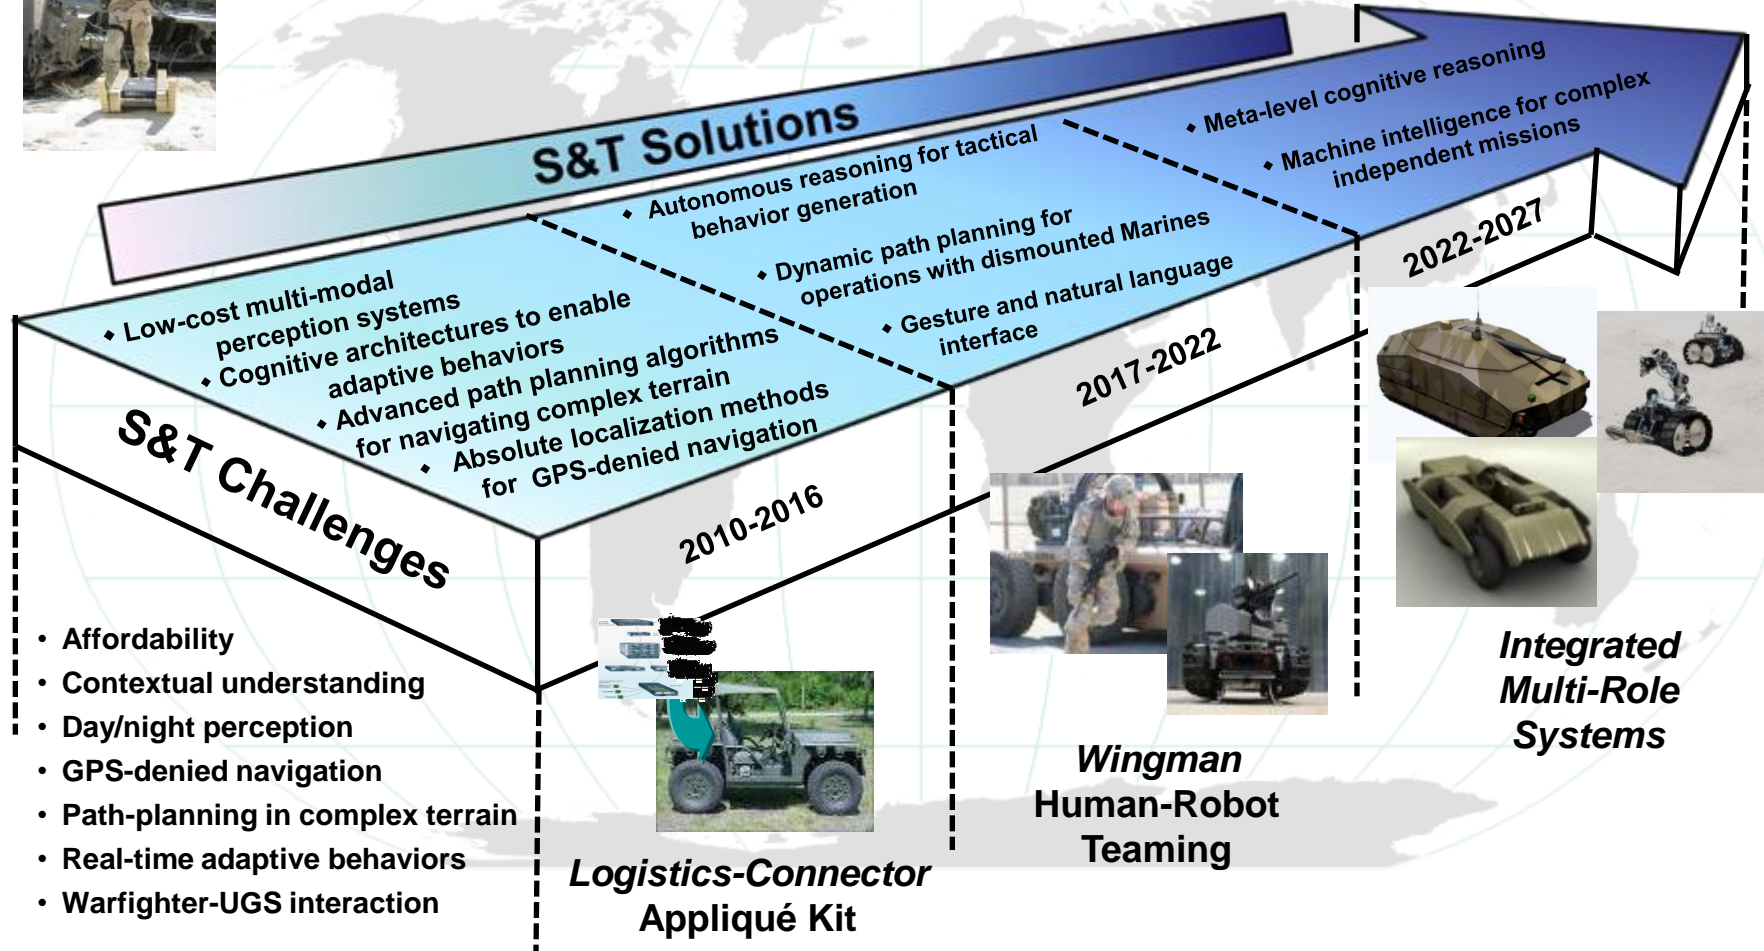 S&T Solutions
• Low-cost multi-modal
perception systems
• Cognitive architectures to enable
adaptive behaviors
• Advanced path planning algorithms
for navigating complex terrain
• Absolute localization methods
for GPS-denied navigation
• Autonomous reasoning for tactical
behavior generation
• Dynamic path planning for
operations with dismounted Marines
• Gesture and natural language
interface
• Meta-level cognitive reasoning
• Machine intelligence for complex
independent missions
2010-2016
2017-2022
2022-2027
S&T Challenges
• Affordability
• Contextual understanding
• Day/night perception
• GPS-denied navigation
• Path-planning in complex terrain
• Real-time adaptive behaviors
• Warfighter-UGS interaction
Logistics-Connector
Appliqué Kit
Wingman
Human-Robot
Teaming
Integrated
Multi-Role
Systems